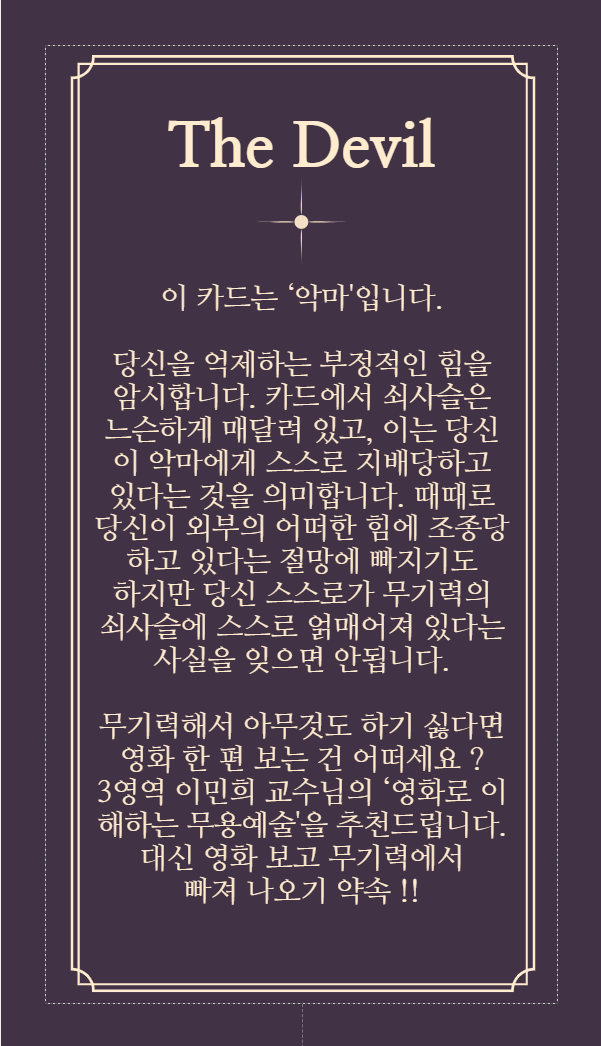 The Devil
이 카드는 ‘악마'입니다.
당신을 억제하는 부정적인 힘을
암시합니다. 카드에서 쇠사슬은
느슨하게 매달려 있고, 이는 당신
이 악마에게 스스로 지배당하고
있다는 것을 의미합니다. 때때로
당신이 외부의 어떠한 힘에 조종당
하고 있다는 절망에 빠지기도
하지만 당신 스스로가 무기력의
쇠사슬에 스스로 얽매어져 있다는
사실을 잊으면 안됩니다.
무기력해서 아무것도 하기 싫다면
영화 한 편 보는 건 어떠세요 ?
3영역 이민희 교수님의 ‘영화로 이
해하는 무용예술'을 추천드립니다.
대신 영화 보고 무기력에서
빠져 나오기 약속 !!